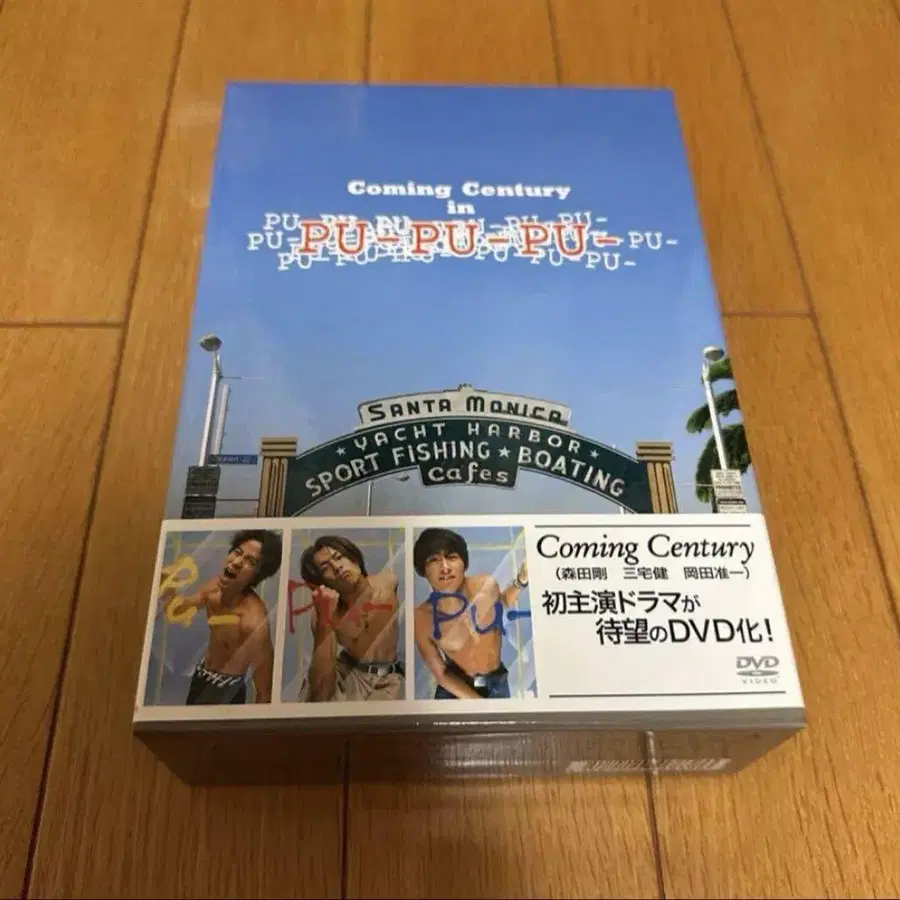 Coming Century
in
PU-PU-PU-
SANTA MONICA
★ YACHT HARBOR ★
SPORT FISHING ★ BOATING
Cafes
Pu-
Pu-
Pu-
Coming Century
(森田剛 三宅健 岡田准一)
初主演ドラマが
待望のDVD化!
DVD
VIDEO